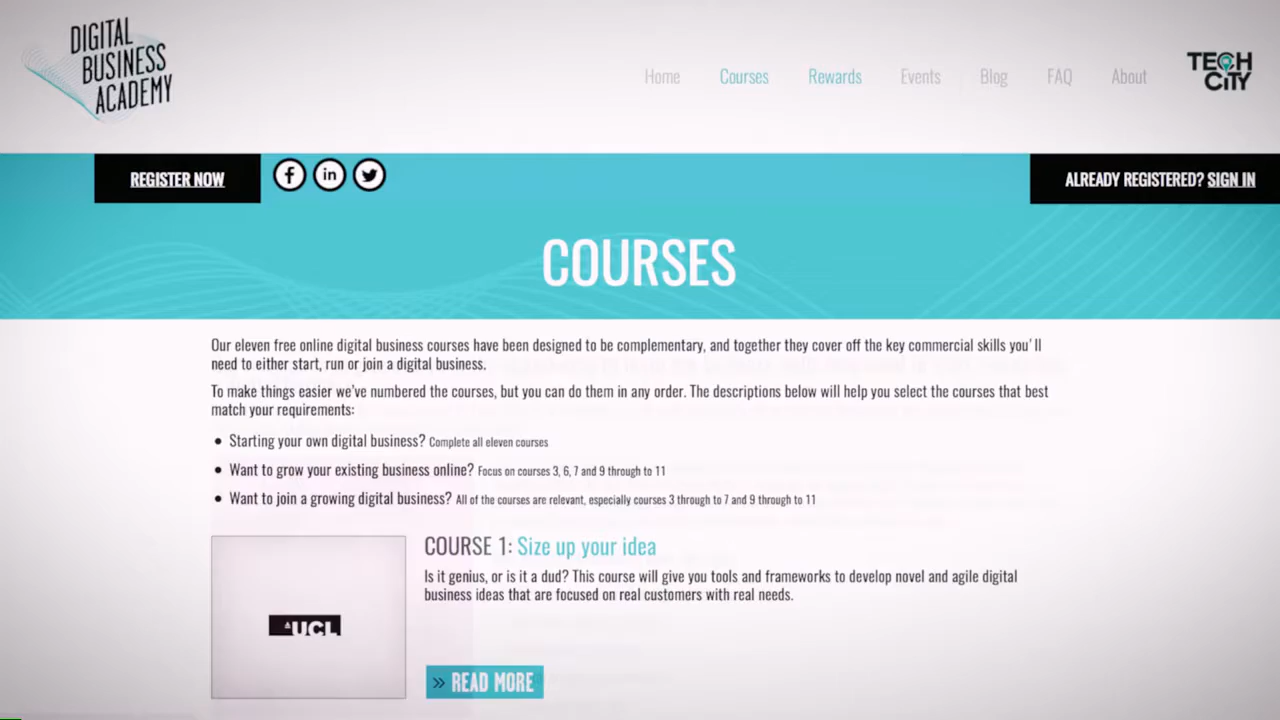 DIGITAL
BUSINESS
ACADEMY
Home Courses Rewards Events Blog FAQ About
TECH
CITY
REGISTER NOW
f in
ALREADY REGISTERED? SIGN IN
COURSES
Our eleven free online digital business courses have been designed to be complementary, and together they cover off the key commercial skills you'll
need to either start, run or join a digital business.
To make things easier we've numbered the courses, but you can do them in any order. The descriptions below will help you select the courses that best
match your requirements:
• Starting your own digital business? Complete all eleven courses
• Want to grow your existing business online? Focus on courses 3, 6, 7 and 9 through to 11
• Want to join a growing digital business? All of the courses are relevant, especially courses 3 through to 7 and 9 through to 11
COURSE 1: Size up your idea
Is it genius, or is it a dud? This course will give you tools and frameworks to develop novel and agile digital
business ideas that are focused on real customers with real needs.
UCL
» READ MORE